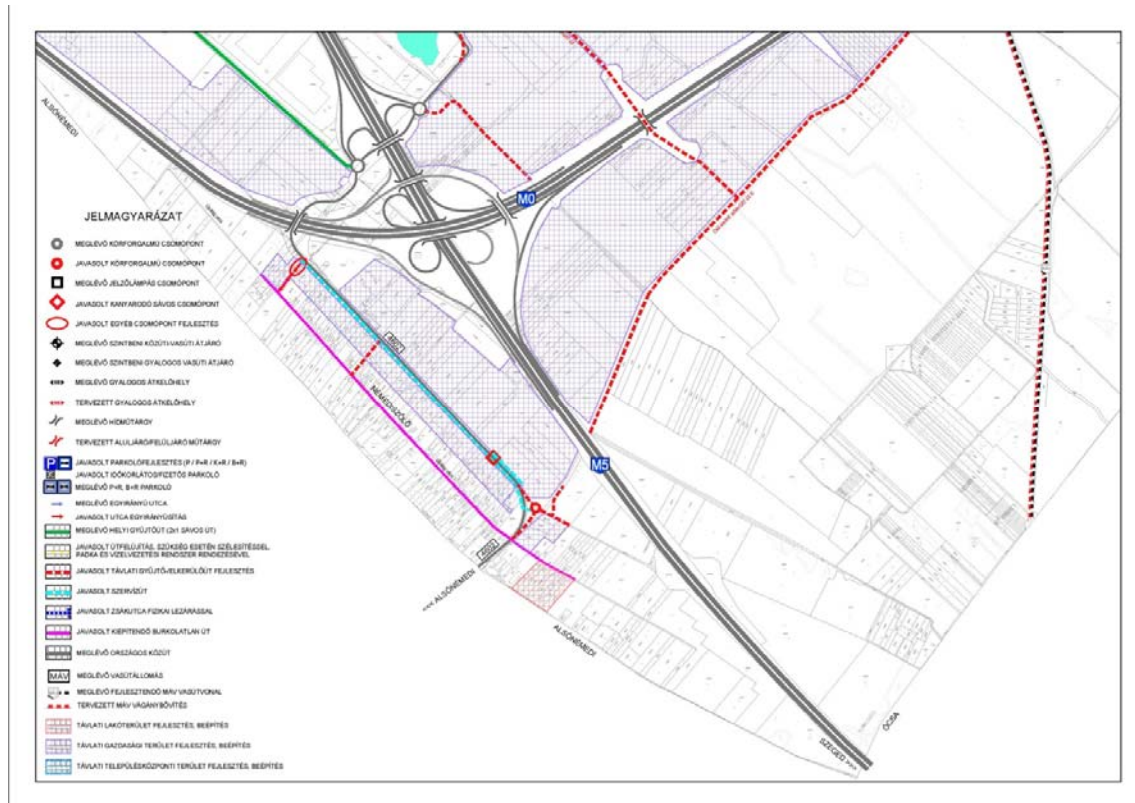 ALSÓNÉMEDI
M0
JELMAGYARÁZAT
MEGLÉVŐ KÖRFORGALMÚ CSOMÓPONT
JAVASOLT KÖRFORGALMÚ CSOMÓPONT
MEGLÉVŐ JELZŐLÁMPÁS CSOMÓPONT
JAVASOLT KANYARODÓ SÁVOS CSOMÓPONT
JAVASOLT EGYÉB CSOMÓPONT FEJLESZTÉS
MEGLÉVŐ SZINTBENI KÖZÚTI-VASÚTI ÁTJÁRÓ
MEGLÉVŐ SZINTBENI GYALOGOS VASÚTI ÁTJÁRÓ
MEGLÉVŐ GYALOGOS ÁTKELŐHELY
TERVEZETT GYALOGOS ÁTKELŐHELY
MEGLÉVŐ HÍDMŰTÁRGY
TERVEZETT ALULJÁRÓ/FELÜLJÁRÓ MŰTÁRGY
P JAVASOLT PARKOLÓFEJLESZTÉS (P / P+R / K+R / B+R)
JAVASOLT IDŐKORLÁTOS/FIZETŐS PARKOLÓ
MEGLÉVŐ P+R, B+R PARKOLÓ
MEGLÉVŐ EGYIRÁNYÚ UTCA
JAVASOLT UTCA EGYIRÁNYÚSÍTÁS
MEGLÉVŐ HELYI GYŰJTŐÚT (2x1 SÁVOS ÚT)
JAVASOLT ÚTFELÚJÍTÁS, SZÜKSÉG ESETÉN SZÉLESÍTÉSSEL,
PADKA ÉS VÍZELVEZETÉSI RENDSZER RENDEZÉSÉVEL
JAVASOLT TÁVLATI GYŰJTŐ-/ELKERÜLŐÚT FEJLESZTÉS
JAVASOLT SZERVÍZÚT
JAVASOLT ZSÁKUTCA FIZIKAI LEZÁRÁSSAL
JAVASOLT KIÉPÍTENDŐ BURKOLATLAN ÚT
MEGLÉVŐ ORSZÁGOS KÖZÚT
MÁV MEGLÉVŐ VASÚTÁLLOMÁS
MEGLÉVŐ FEJLESZTENDŐ MÁV VASÚTVONAL
TERVEZETT MÁV VÁGÁNYBŐVÍTÉS
TÁVLATI LAKÓTERÜLET FEJLESZTÉS, BEÉPÍTÉS
TÁVLATI GAZDASÁGI TERÜLET FEJLESZTÉS, BEÉPÍTÉS
TÁVLATI TELEPÜLÉSKÖZPONTI TERÜLET FEJLESZTÉS, BEÉPÍTÉS
4602
NÉMEDISZŐLŐ
M5
4602
<<< ALSÓNÉMEDI
ALSÓNÉMEDI
ÓCSA
SZEGED >>>